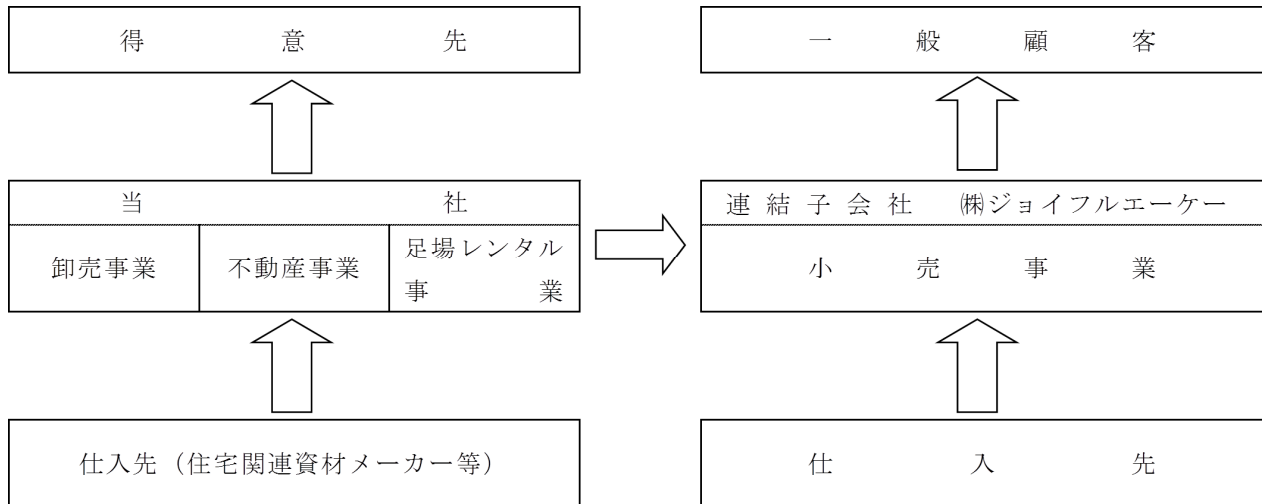 得意先
一般顧客
当社
連結子会社 ㈱ジョイフルエーケー
卸売事業
不動産事業
足場レンタル
事業
小売事業
仕入先（住宅関連資材メーカー等）
仕入先